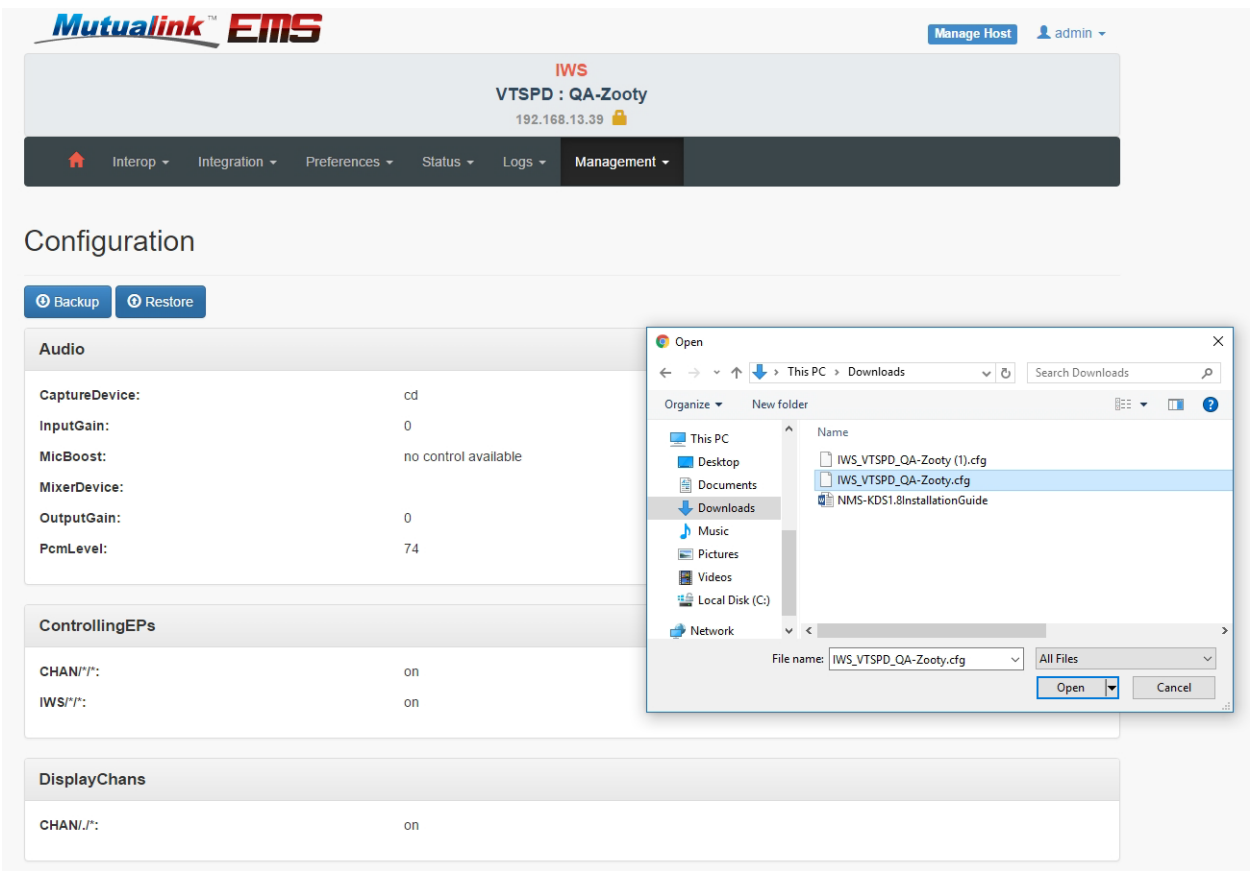 Mutualink™ EMS
Manage Host admin
IWS
VTSPD : QA-Zooty
192.168.13.39
Interop Integration Preferences Status Logs Management
Configuration
Backup Restore
Audio
CaptureDevice: cd
InputGain: 0
MicBoost: no control available
MixerDevice:
OutputGain: 0
PcmLevel: 74
ControllingEPs
CHAN/*/*: on
IWS/*/*: on
DisplayChans
CHAN/./*: on
Open
This PC > Downloads Search Downloads
Organize New folder
This PC
Desktop
Documents
Downloads
Music
Pictures
Videos
Local Disk (C:)
Network
Name
IWS_VTSPD_QA-Zooty (1).cfg
IWS_VTSPD_QA-Zooty.cfg
NMS-KDS1.8InstallationGuide
File name: IWS_VTSPD_QA-Zooty.cfg All Files
Open Cancel